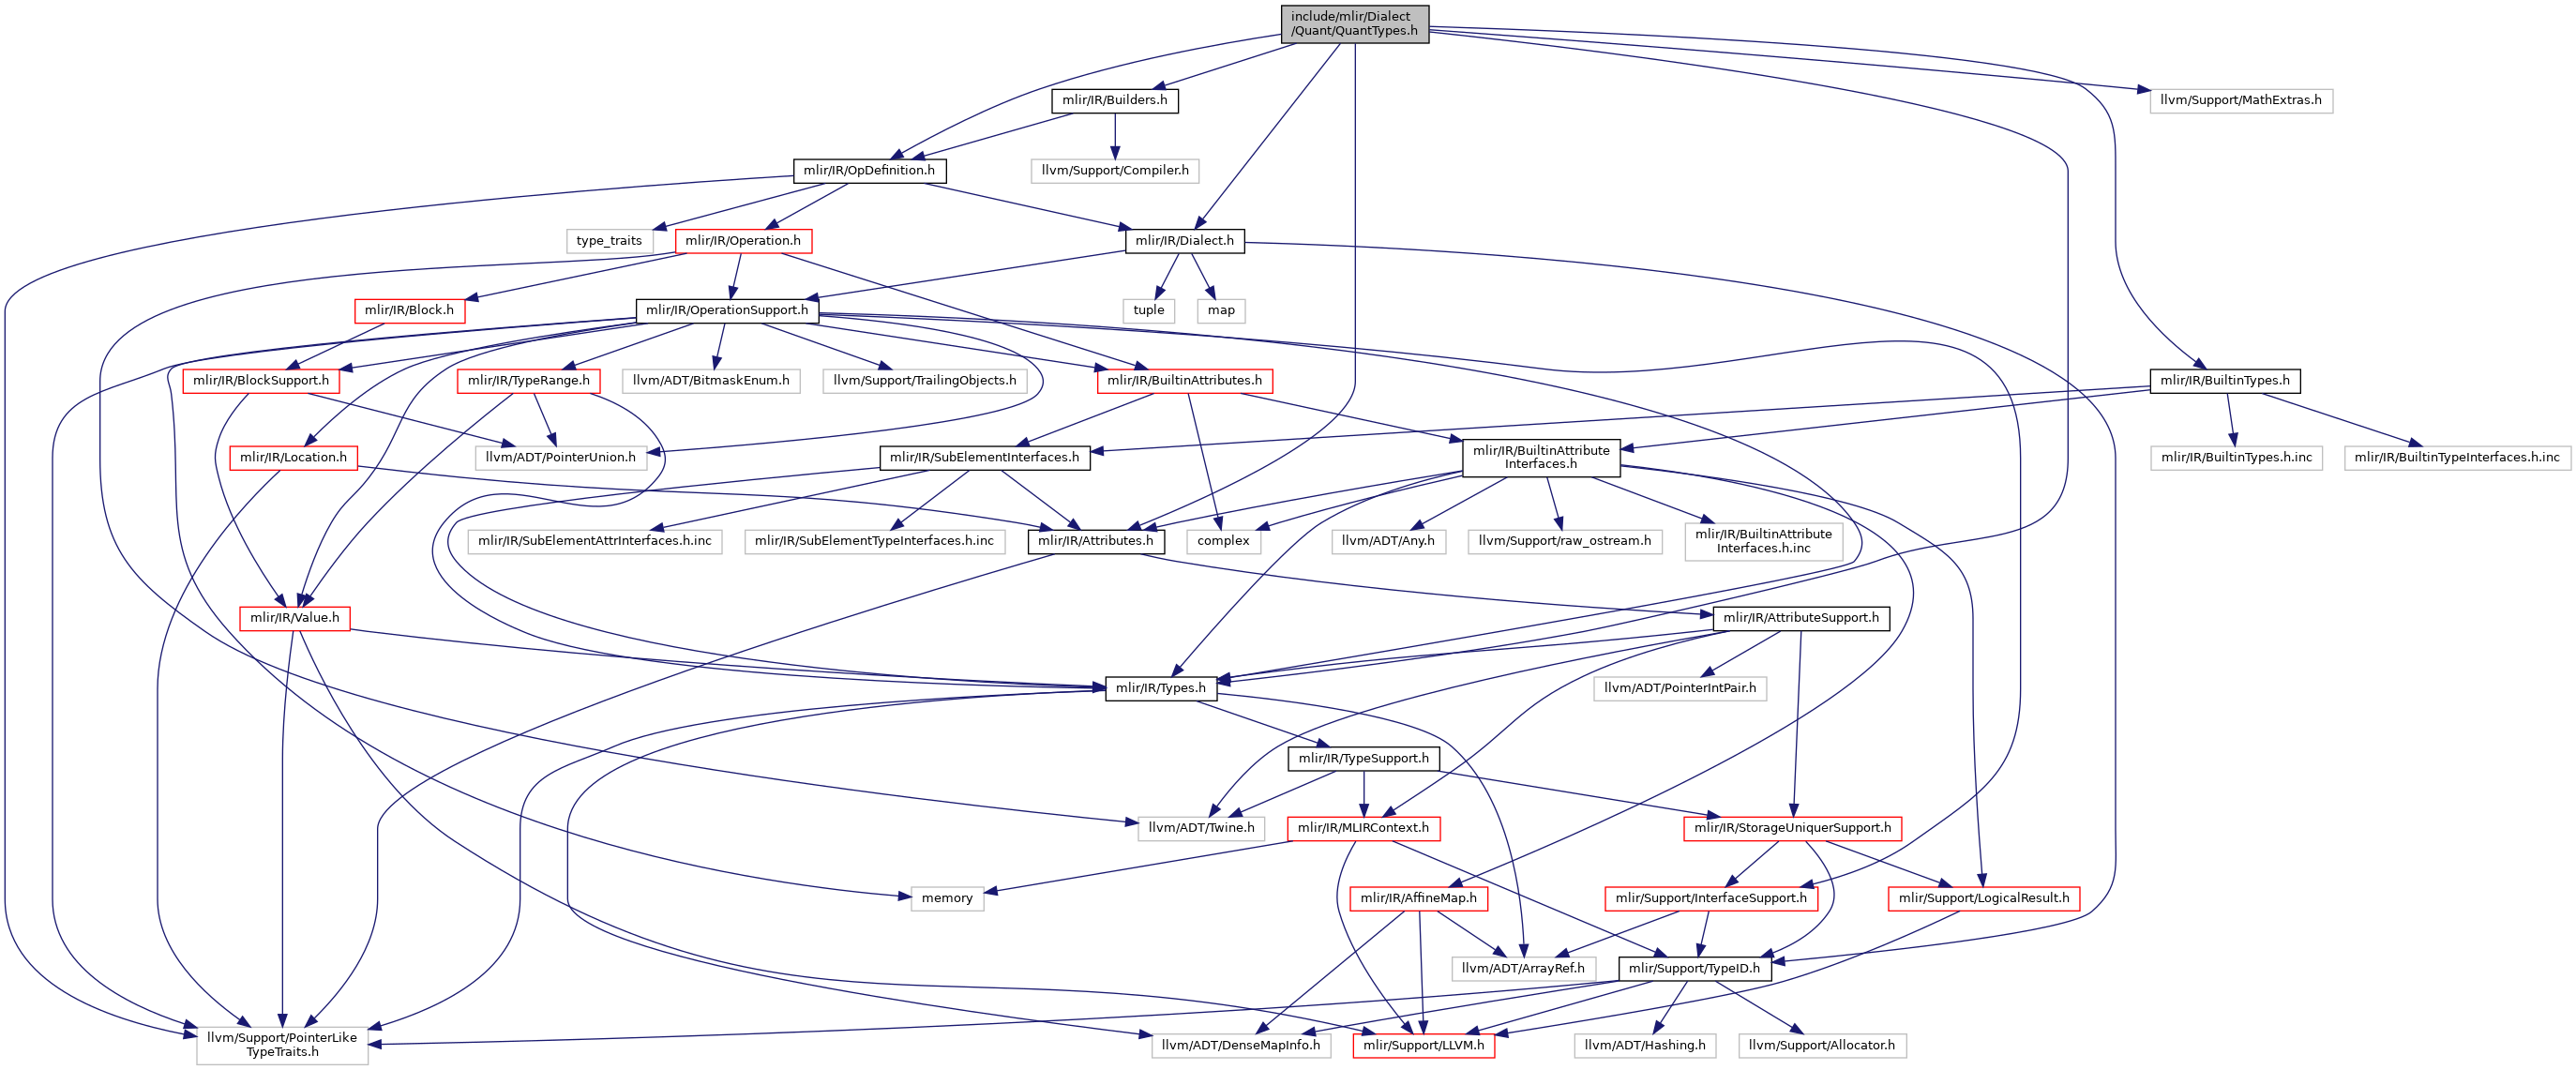 include/mlir/Dialect
/Quant/QuantTypes.h
mlir/IR/Builders.h
llvm/Support/MathExtras.h
mlir/IR/OpDefinition.h
llvm/Support/Compiler.h
type_traits
mlir/IR/Operation.h
mlir/IR/Dialect.h
mlir/IR/Block.h
mlir/IR/OperationSupport.h
tuple
map
mlir/IR/BlockSupport.h
mlir/IR/TypeRange.h
llvm/ADT/BitmaskEnum.h
llvm/Support/TrailingObjects.h
mlir/IR/BuiltinAttributes.h
mlir/IR/BuiltinTypes.h
mlir/IR/Location.h
llvm/ADT/PointerUnion.h
mlir/IR/SubElementInterfaces.h
mlir/IR/BuiltinAttribute
Interfaces.h
mlir/IR/BuiltinTypes.h.inc
mlir/IR/BuiltinTypeInterfaces.h.inc
mlir/IR/SubElementAttrInterfaces.h.inc
mlir/IR/SubElementTypeInterfaces.h.inc
mlir/IR/Attributes.h
complex
llvm/ADT/Any.h
llvm/Support/raw_ostream.h
mlir/IR/BuiltinAttribute
Interfaces.h.inc
mlir/IR/Value.h
mlir/IR/AttributeSupport.h
mlir/IR/Types.h
llvm/ADT/PointerIntPair.h
mlir/IR/TypeSupport.h
llvm/ADT/Twine.h
mlir/IR/MLIRContext.h
mlir/IR/StorageUniquerSupport.h
memory
mlir/IR/AffineMap.h
mlir/Support/InterfaceSupport.h
mlir/Support/LogicalResult.h
llvm/ADT/ArrayRef.h
mlir/Support/TypeID.h
llvm/Support/PointerLike
TypeTraits.h
llvm/ADT/DenseMapInfo.h
mlir/Support/LLVM.h
llvm/ADT/Hashing.h
llvm/Support/Allocator.h